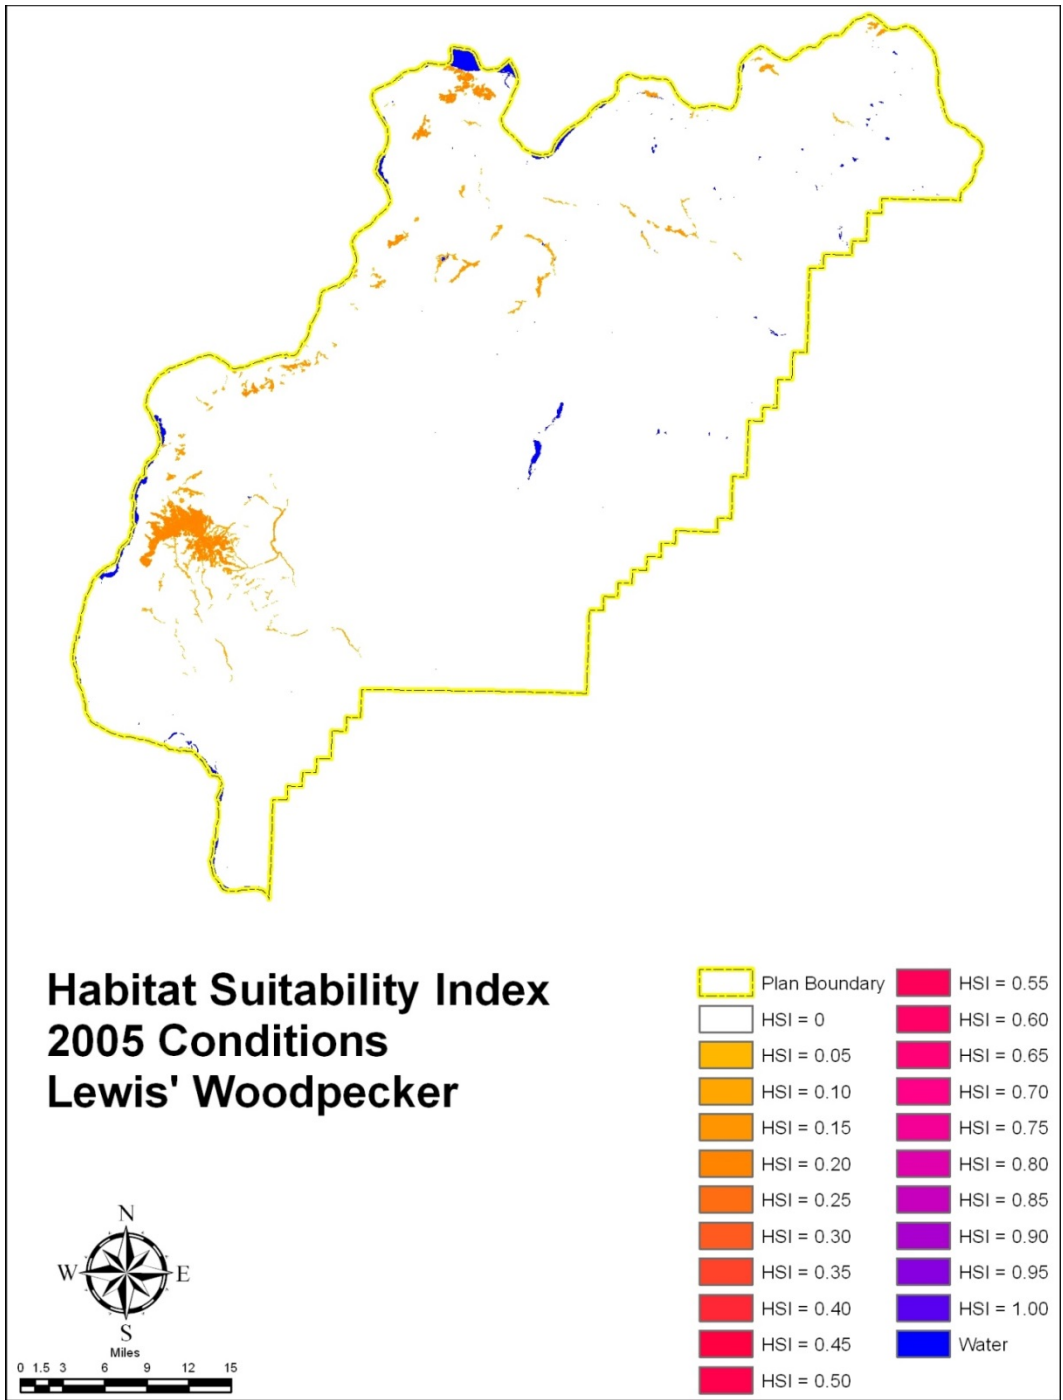 Habitat Suitability Index
2005 Conditions
Lewis' Woodpecker
N
W E
S
Miles
0 1.5 3 6 9 12 15
Plan Boundary
HSI = 0
HSI = 0.05
HSI = 0.10
HSI = 0.15
HSI = 0.20
HSI = 0.25
HSI = 0.30
HSI = 0.35
HSI = 0.40
HSI = 0.45
HSI = 0.50
HSI = 0.55
HSI = 0.60
HSI = 0.65
HSI = 0.70
HSI = 0.75
HSI = 0.80
HSI = 0.85
HSI = 0.90
HSI = 0.95
HSI = 1.00
Water